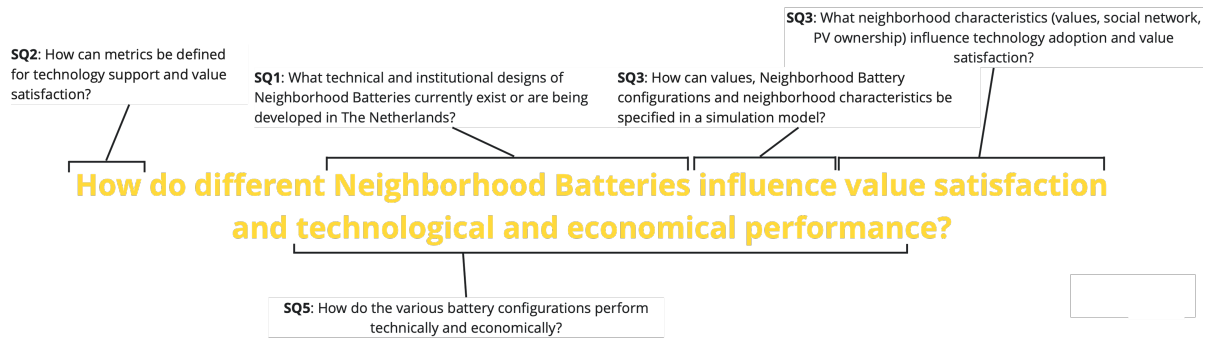 SQ3: What neighborhood characteristics (values, social network,
PV ownership) influence technology adoption and value
satisfaction?
SQ2: How can metrics be defined
for technology support and value
satisfaction?
SQ1: What technical and institutional designs of
Neighborhood Batteries currently exist or are being
developed in The Netherlands?
SQ3: How can values, Neighborhood Battery
configurations and neighborhood characteristics be
specified in a simulation model?
How do different Neighborhood Batteries influence value satisfaction
and technological and economical performance?
SQ5: How do the various battery configurations perform
technically and economically?